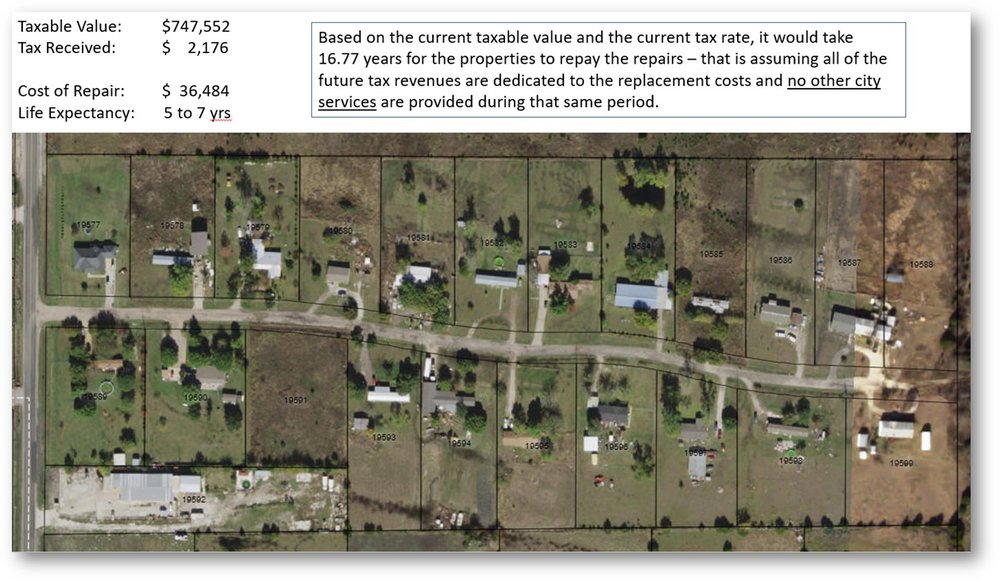 Taxable Value: $747,552
Tax Received: $ 2,176
Cost of Repair: $ 36,484
Life Expectancy: 5 to 7 yrs
Based on the current taxable value and the current tax rate, it would take
16.77 years for the properties to repay the repairs – that is assuming all of the
future tax revenues are dedicated to the replacement costs and no other city
services are provided during that same period.
19577
19578
19579
19580
19581
19582
19583
19584
19585
19586
19587
19588
19589
19590
19591
19593
19594
19595
19596
19597
19598
19599
19592